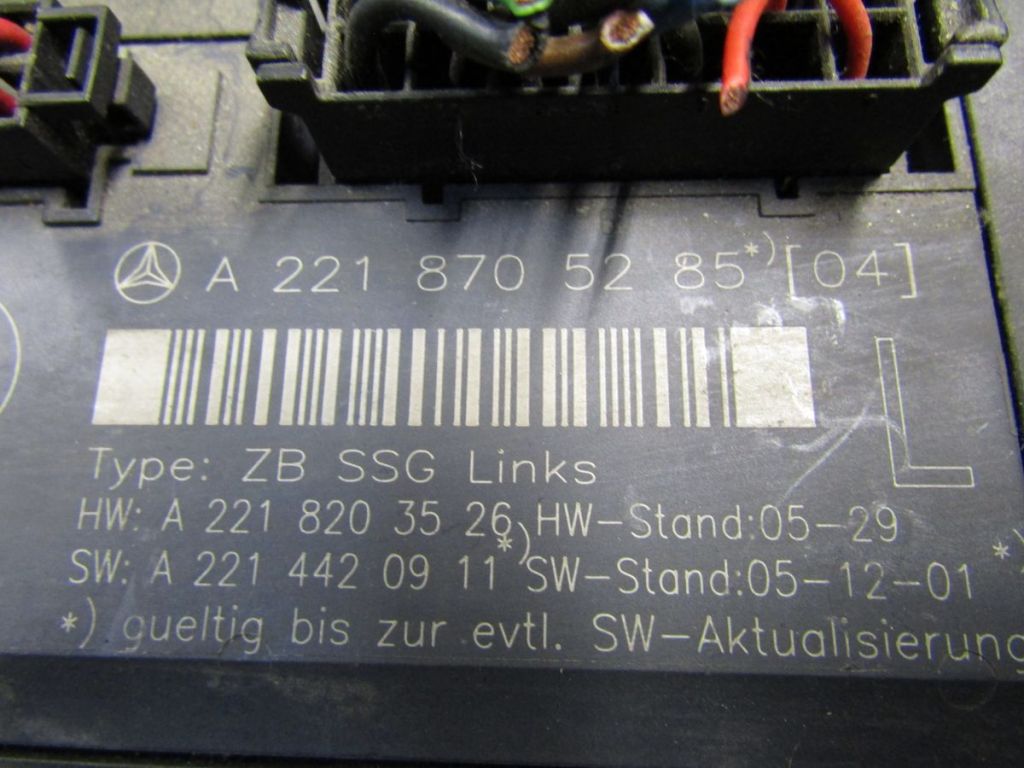 A 221 870 52 85*) [04]
L
Type: ZB SSG Links
HW: A 221 820 35 26 HW-Stand:05-29
SW: A 221 442 09 11*) SW-Stand:05-12-01 *)
*) gueltig bis zur evtl. SW-Aktualisierung